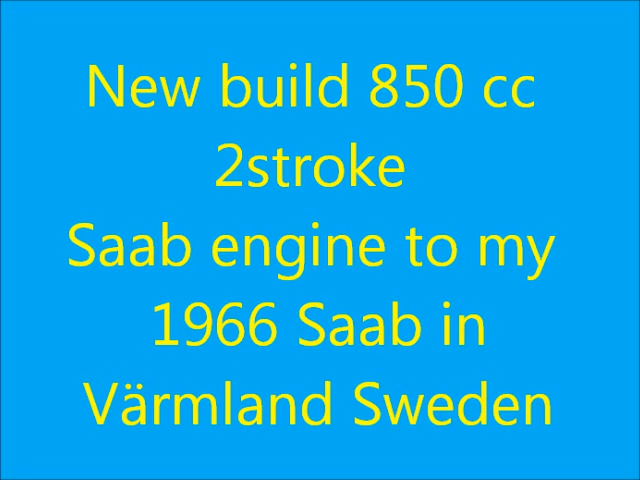 New build 850 cc
2stroke
Saab engine to my
1966 Saab in
Värmland Sweden